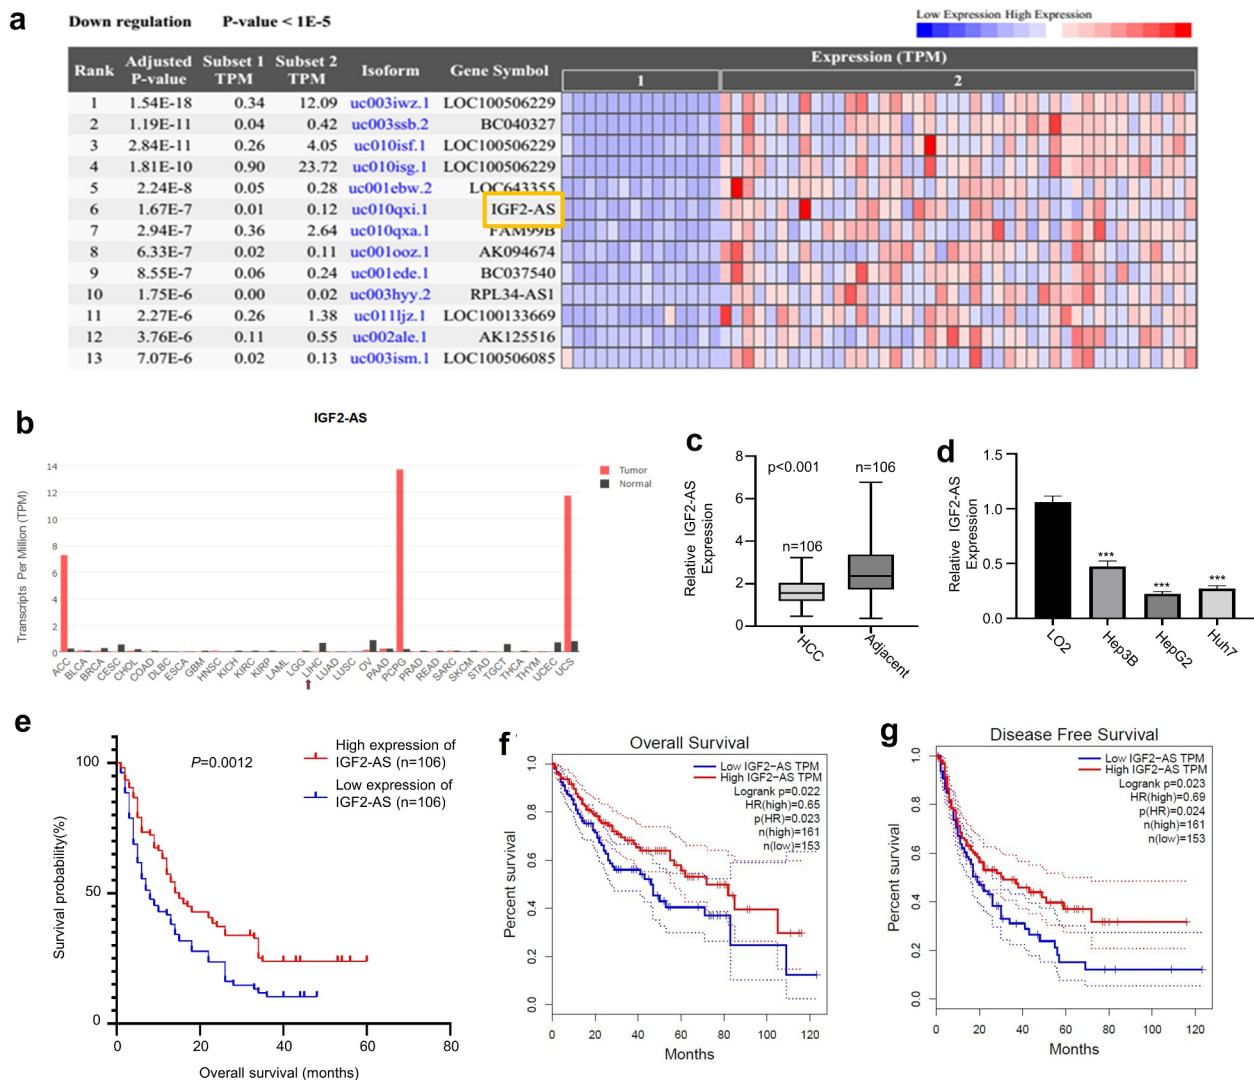 a
Down regulation P-value < 1E-5
Low Expression High Expression
Rank Adjusted P-value Subset 1 TPM Subset 2 TPM Isoform Gene Symbol Expression (TPM)
1 2
1 1.54E-18 0.34 12.09 uc003iwz.1 LOC100506229
2 1.19E-11 0.04 0.42 uc003ssb.2 BC040327
3 2.84E-11 0.26 4.05 uc010isf.1 LOC100506229
4 1.81E-10 0.90 23.72 uc010isg.1 LOC100506229
5 2.24E-8 0.05 0.28 uc001ebw.2 LOC643355
6 1.67E-7 0.01 0.12 uc010qxi.1 IGF2-AS
7 2.94E-7 0.36 2.64 uc010qxa.1 FAM99B
8 6.33E-7 0.02 0.11 uc001ooz.1 AK094674
9 8.55E-7 0.06 0.24 uc001ede.1 BC037540
10 1.75E-6 0.00 0.02 uc003hyy.2 RPL34-AS1
11 2.27E-6 0.26 1.38 uc011ljz.1 LOC100133669
12 3.76E-6 0.11 0.55 uc002ale.1 AK125516
13 7.07E-6 0.02 0.13 uc003ism.1 LOC100506085
b
IGF2-AS
Transcripts Per Million (TPM)
14
12
10
8
6
4
2
0
Tumor
Normal
ACC BLCA BRCA CESC CHOL COAD DLBC ESCA GBM HNSC KICH KIRC KIRP LAML LGG LIHC LUAD LUSC OV PAAD PCPG PRAD READ SARC SKCM STAD TGCT THCA THYM UCEC UCS
c
Relative IGF2-AS
Expression
8
6
4
2
0
p<0.001
n=106
n=106
HCC Adjacent
d
Relative IGF2-AS
Expression
1.5
1.0
0.5
0.0
*** *** ***
LO2 Hep3B HepG2 Huh7
e
Survival probability(%)
100
50
0
P=0.0012
High expression of
IGF2-AS (n=106)
Low expression of
IGF2-AS (n=106)
0 20 40 60 80
Overall survival (months)
f
Overall Survival
Percent survival
1.0
0.8
0.6
0.4
0.2
0.0
Low IGF2-AS TPM
High IGF2-AS TPM
Logrank p=0.022
HR(high)=0.65
p(HR)=0.023
n(high)=161
n(low)=153
0 20 40 60 80 100 120
Months
g
Disease Free Survival
Percent survival
1.0
0.8
0.6
0.4
0.2
0.0
Low IGF2-AS TPM
High IGF2-AS TPM
Logrank p=0.023
HR(high)=0.69
p(HR)=0.024
n(high)=161
n(low)=153
0 20 40 60 80 100 120
Months